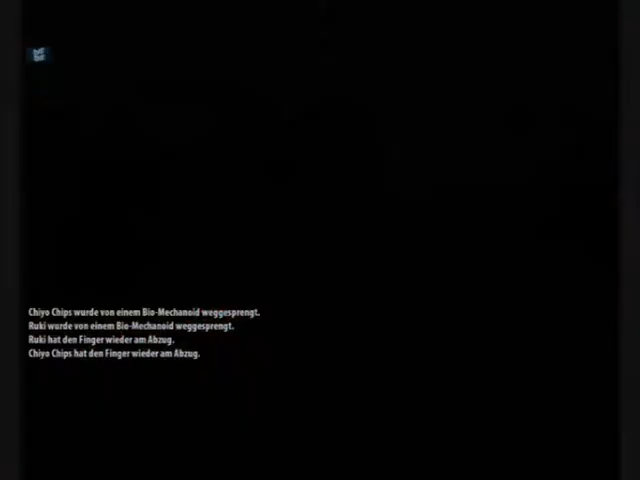 Chiyo Chips wurde von einem Bio-Mechanoid weggesprengt.
Ruki wurde von einem Bio-Mechanoid weggesprengt.
Ruki hat den Finger wieder am Abzug.
Chiyo Chips hat den Finger wieder am Abzug.